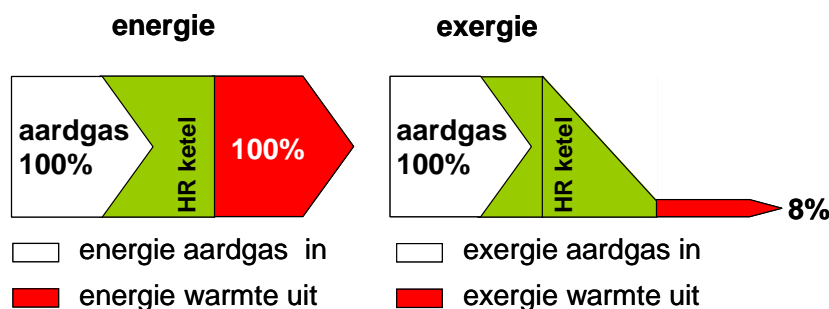 energie
aardgas
100%
HR ketel
100%
energie aardgas in
energie warmte uit
exergie
aardgas
100%
HR ketel
8%
exergie aardgas in
exergie warmte uit